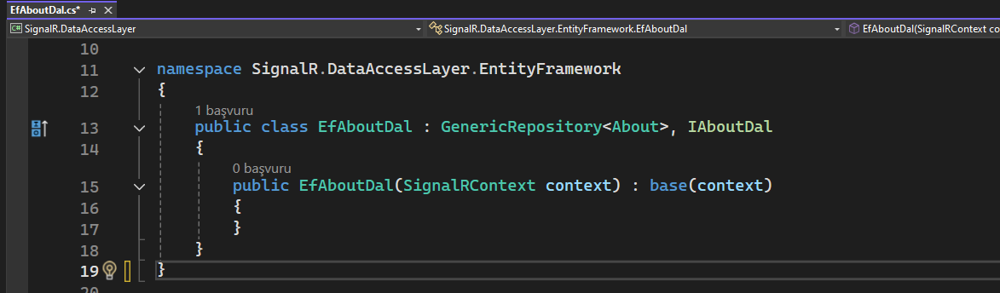 EfAboutDal.cs*
C# SignalR.DataAccessLayer
SignalR.DataAccessLayer.EntityFramework.EfAboutDal
EfAboutDal(SignalRContext co
10
11 namespace SignalR.DataAccessLayer.EntityFramework
12 {
1 başvuru
13 public class EfAboutDal : GenericRepository<About>, IAboutDal
14 {
0 başvuru
15 public EfAboutDal(SignalRContext context) : base(context)
16 {
17 }
18 }
19 }
20